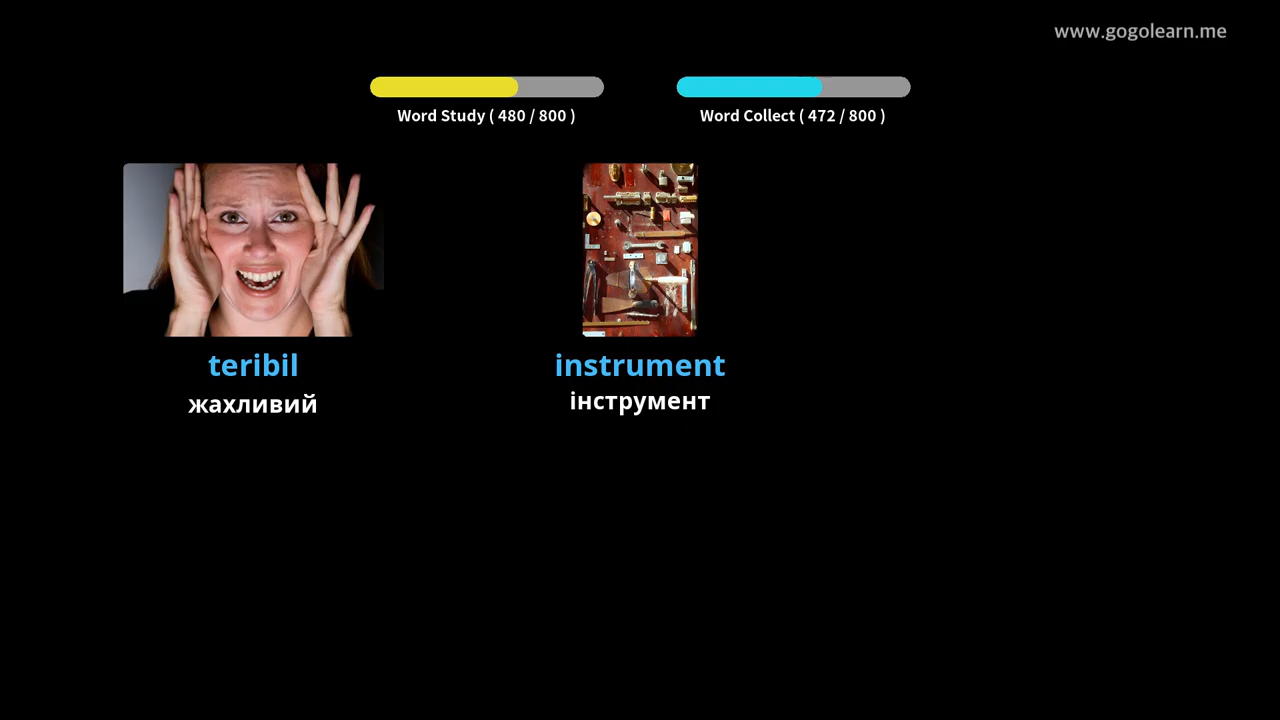 www.gogolearn.me
Word Study ( 480 / 800 )
Word Collect ( 472 / 800 )
teribil
жахливий
instrument
інструмент